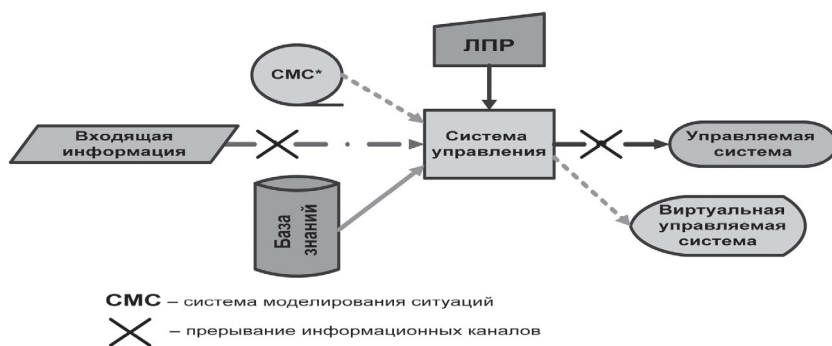 ЛПР
СМС*
Входящая
информация
Система
управления
Управляемая
система
База
знаний
Виртуальная
управляемая
система
СМС – система моделирования ситуаций
– прерывание информационных каналов